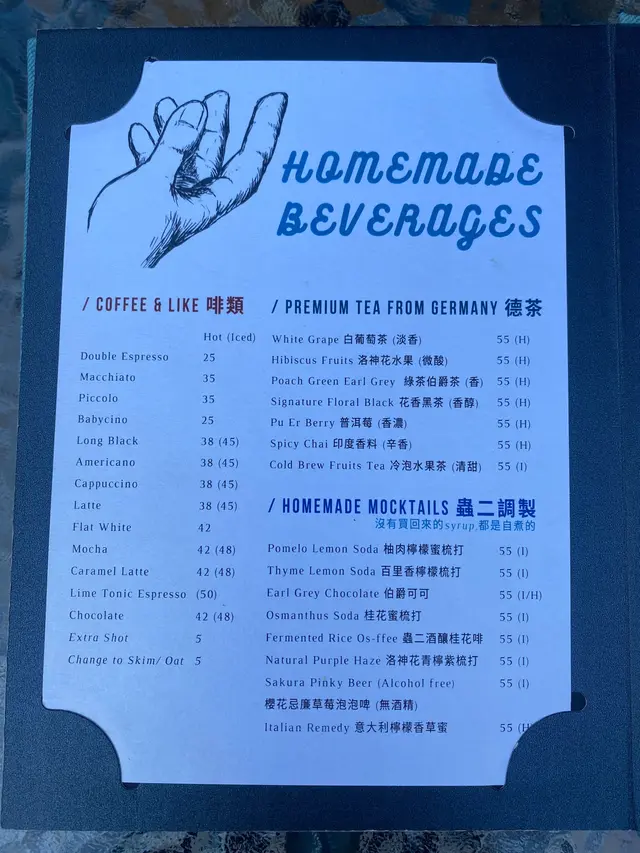 HOMEMADE
BEVERAGES
/ COFFEE & LIKE 啡類
Hot (Iced)
Double Espresso 25
Macchiato 35
Piccolo 35
Babycino 25
Long Black 38 (45)
Americano 38 (45)
Cappuccino 38 (45)
Latte 38 (45)
Flat White 42
Mocha 42 (48)
Caramel Latte 42 (48)
Lime Tonic Espresso (50)
Chocolate 42 (48)
Extra Shot 5
Change to Skim/ Oat 5
/ PREMIUM TEA FROM GERMANY 德茶
White Grape 白葡萄茶 (淡香) 55 (H)
Hibiscus Fruits 洛神花水果 (微酸) 55 (H)
Poach Green Earl Grey 綠茶伯爵茶 (香) 55 (H)
Signature Floral Black 花香黑茶 (香醇) 55 (H)
Pu Er Berry 普洱莓 (香濃) 55 (H)
Spicy Chai 印度香料 (辛香) 55 (H)
Cold Brew Fruits Tea 冷泡水果茶 (清甜) 55 (I)
/ HOMEMADE MOCKTAILS 蟲二調製
沒有買回來的syrup,都是自煮的
Pomelo Lemon Soda 柚肉檸檬蜜梳打 55 (I)
Thyme Lemon Soda 百里香檸檬梳打 55 (I)
Earl Grey Chocolate 伯爵可可 55 (I/H)
Osmanthus Soda 桂花蜜梳打 55 (I)
Fermented Rice Os-ffee 蟲二酒釀桂花啡 55 (I)
Natural Purple Haze 洛神花青檸紫梳打 55 (I)
Sakura Pinky Beer (Alcohol free) 55 (I)
櫻花忌廉草莓泡泡啤 (無酒精)
Italian Remedy 意大利檸檬香草蜜 55 (H